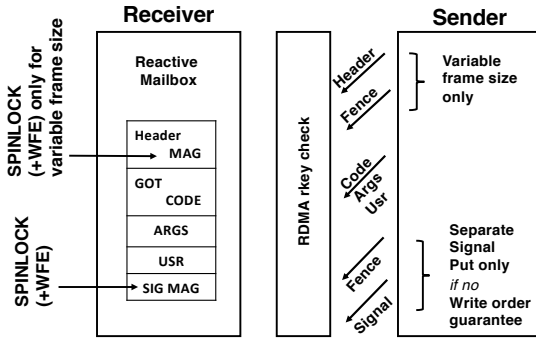 Receiver
Sender
SPINLOCK
(+WFE) only for
variable frame size
Reactive
Mailbox
Header
MAG
GOT
CODE
ARGS
USR
SIG MAG
SPINLOCK
(+WFE)
RDMA rkey check
Header
Fence
Code
Args
Usr
Fence
Signal
Variable
frame size
only
Separate
Signal
Put only
if no
Write order
guarantee